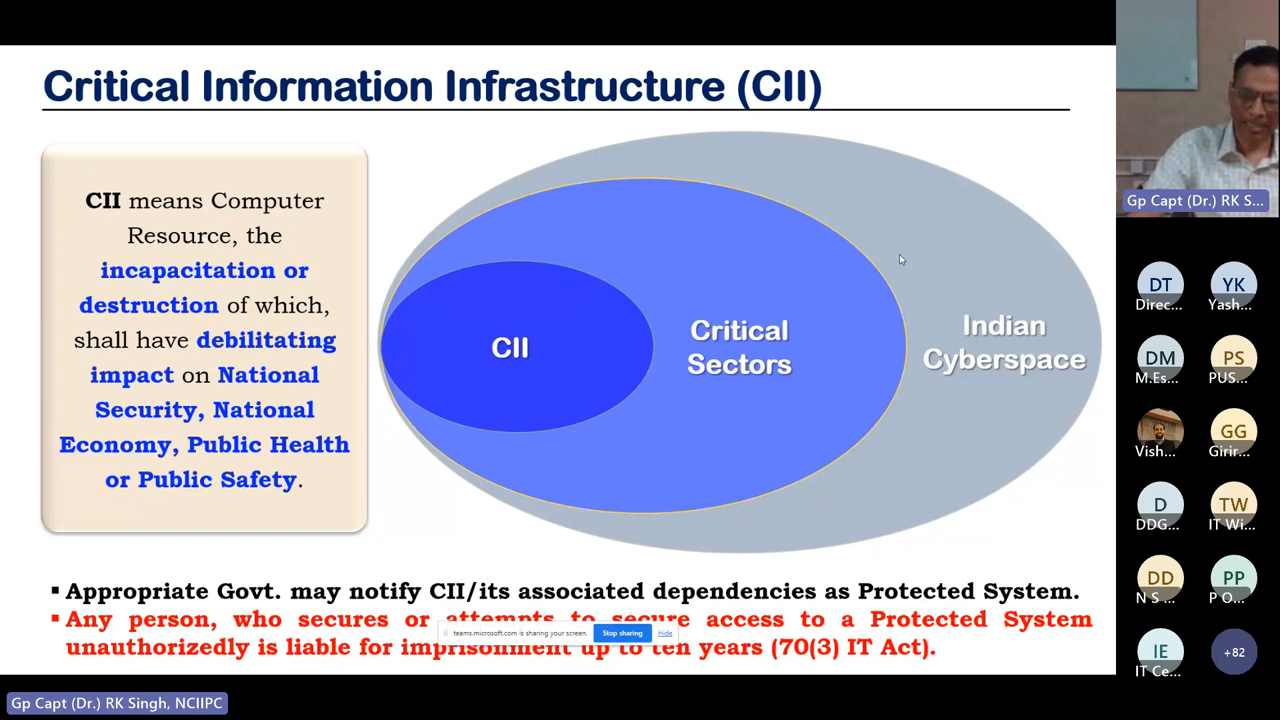 Critical Information Infrastructure (CII)
CII means Computer
Resource, the
incapacitation or
destruction of which,
shall have debilitating
impact on National
Security, National
Economy, Public Health
or Public Safety.
CII
Critical
Sectors
Indian
Cyberspace
▪ Appropriate Govt. may notify CII/its associated dependencies as Protected System.
▪ Any person, who secures or attempts to secure access to a Protected System
unauthorizedly is liable for imprisonment up to ten years (70(3) IT Act).
teams.microsoft.com is sharing your screen. Stop sharing Hide
Gp Capt (Dr.) RK S...
DT YK
Direc... Yash...
DM PS
M.Es... PUS...
GG
Vish... Girir...
D TW
DDG... IT Wi...
DD PP
N S ... P O...
IE +82
IT Ce...
Gp Capt (Dr.) RK Singh, NCIIPC